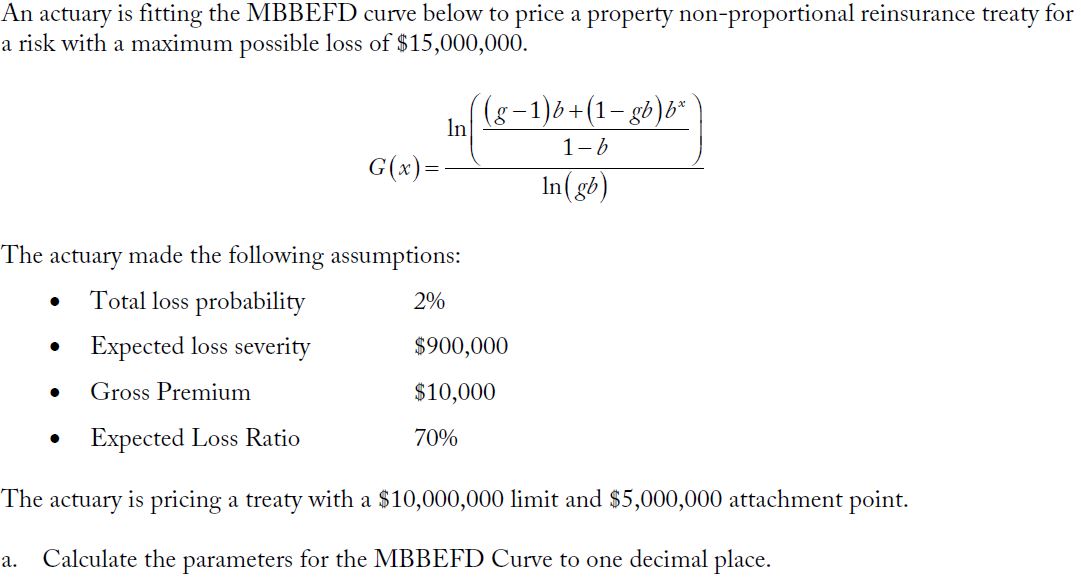 An actuary is fitting the MBBEFD curve below to price a property non-proportional reinsurance treaty for
a risk with a maximum possible loss of $15,000,000.
G(x) = ln( ((g−1)b+(1−gb)bˣ) / (1−b) ) / ln(gb)
The actuary made the following assumptions:
• Total loss probability 2%
• Expected loss severity $900,000
• Gross Premium $10,000
• Expected Loss Ratio 70%
The actuary is pricing a treaty with a $10,000,000 limit and $5,000,000 attachment point.
a. Calculate the parameters for the MBBEFD Curve to one decimal place.